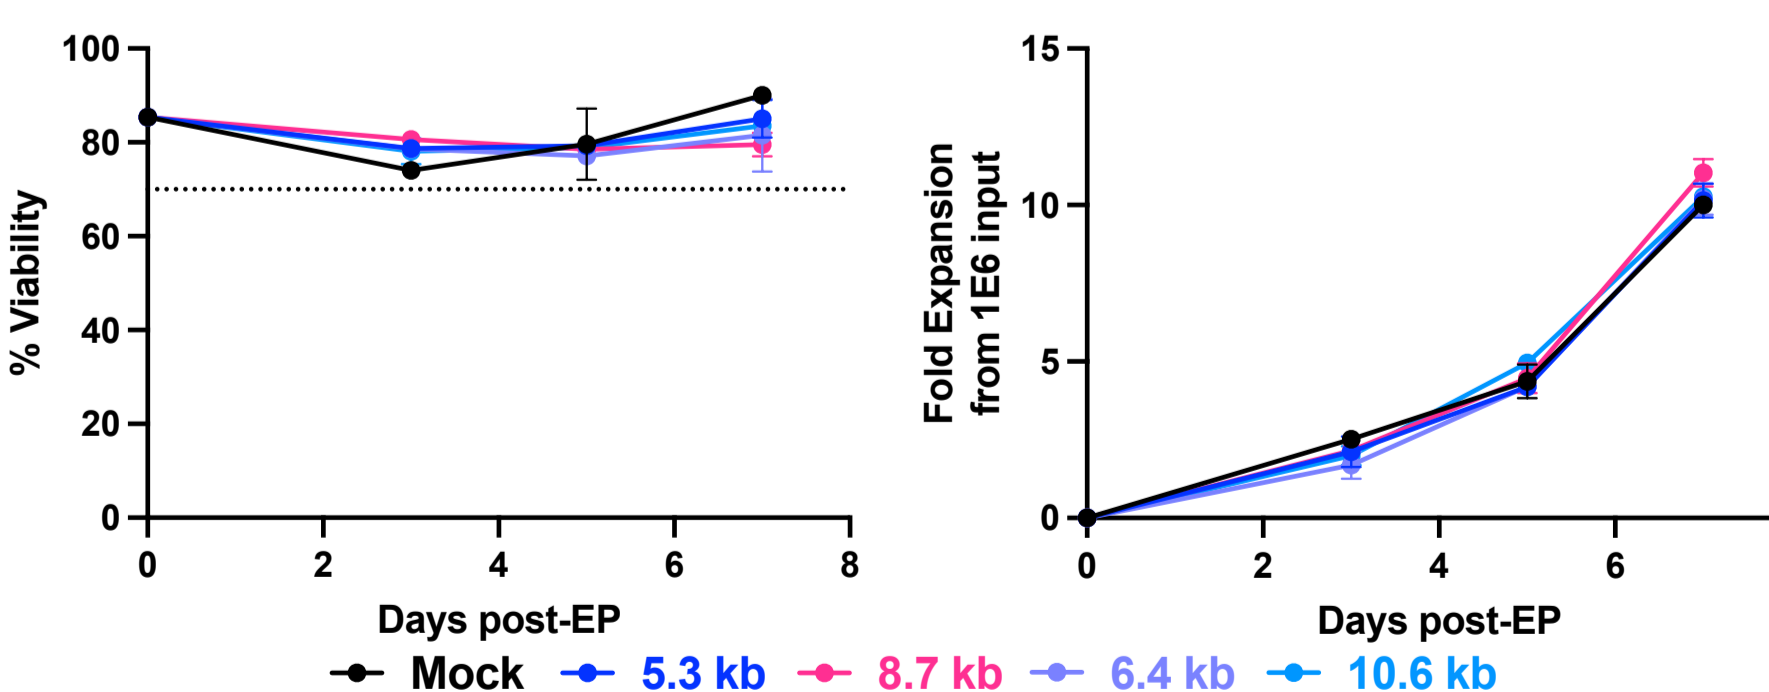 % Viability
100
80
60
40
20
0
0 2 4 6 8
Days post-EP
Fold Expansion
from 1E6 input
15
10
5
0
0 2 4 6
Days post-EP
Mock 5.3 kb 8.7 kb 6.4 kb 10.6 kb